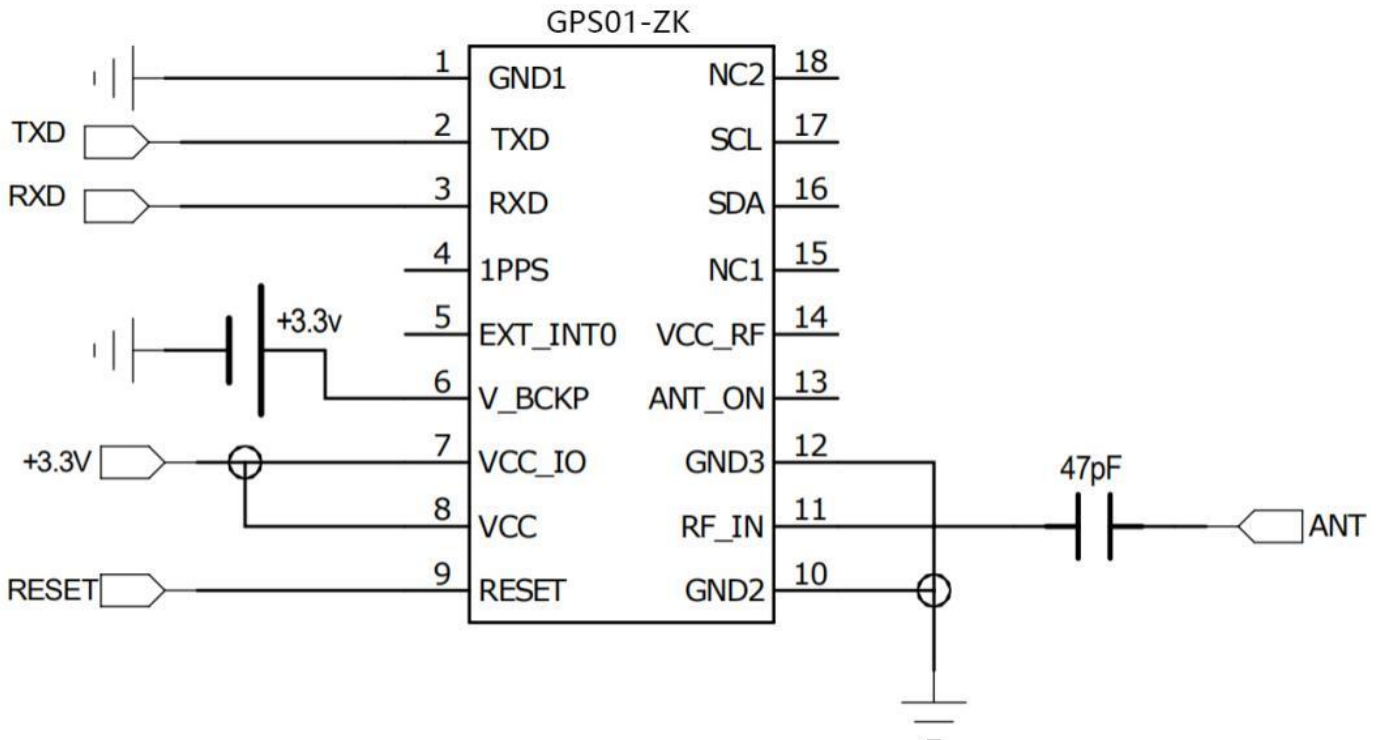 GPS01-ZK
1 GND1 NC2 18
TXD 2 TXD SCL 17
RXD 3 RXD SDA 16
4 1PPS NC1 15
+3.3v 5 EXT_INT0 VCC_RF 14
6 V_BCKP ANT_ON 13
+3.3V 7 VCC_IO GND3 12 47pF
8 VCC RF_IN 11 ANT
RESET 9 RESET GND2 10